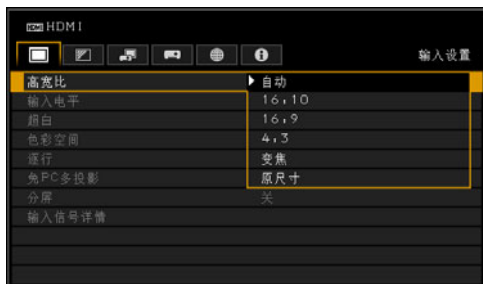 HDMI HDMI
输入设置
高宽比 自动
输入电平 16:10
超白 16:9
色彩空间 4:3
逐行 变焦
免PC多投影 原尺寸
分屏 关
输入信号详情